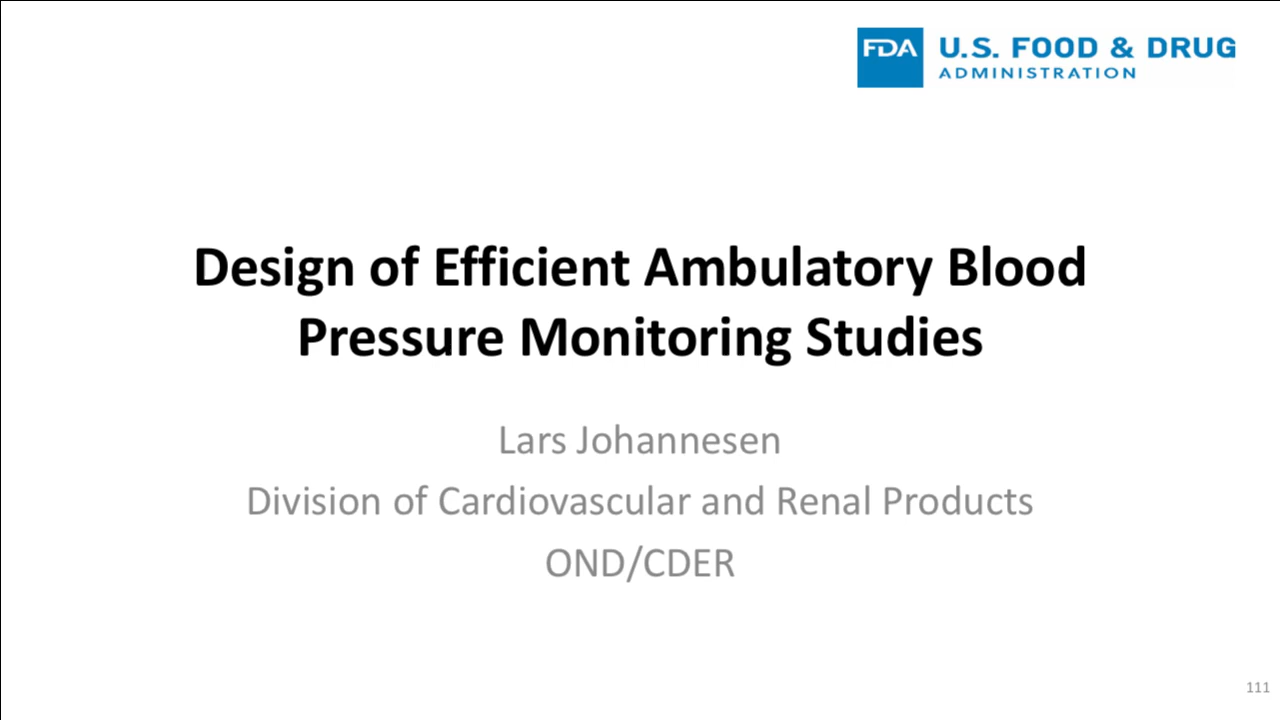 FDA U.S. FOOD & DRUG
ADMINISTRATION
Design of Efficient Ambulatory Blood
Pressure Monitoring Studies
Lars Johannesen
Division of Cardiovascular and Renal Products
OND/CDER
111